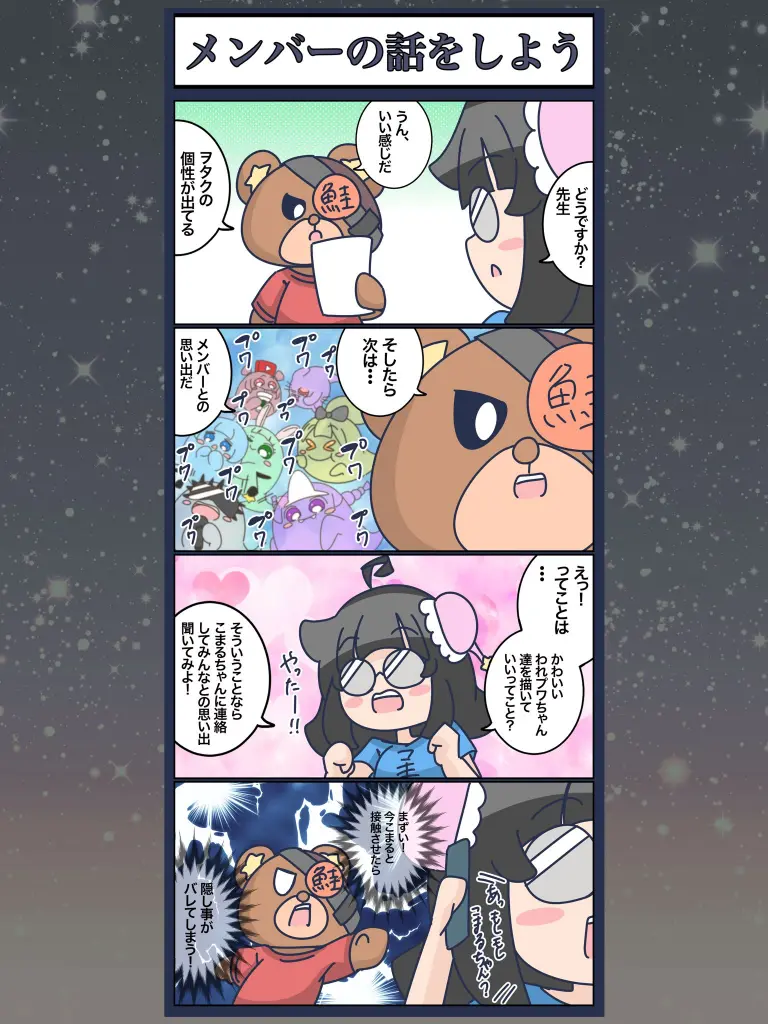 メンバーの話をしよう
どうですか？
先生
うん、
いい感じだ
鮭
ヲタクの
個性が出てる
そしたら
次は…
鮭
メンバーとの
思い出だ
プワ
プワ
プワ
プワ
プワ
プワ
プワ
プワ
プワ
プワ
えっ！
ってことは
…
かわいい
われプワちゃん
達を描いて
いいってこと？
やったー！！
そういうことなら
こまるちゃんに連絡
してみんなとの思い出
聞いてみよ！
あ、もしもし
こまるちゃん？
まずい！
今こまると
接触させたら
鮭
隠し事が
バレてしまう！